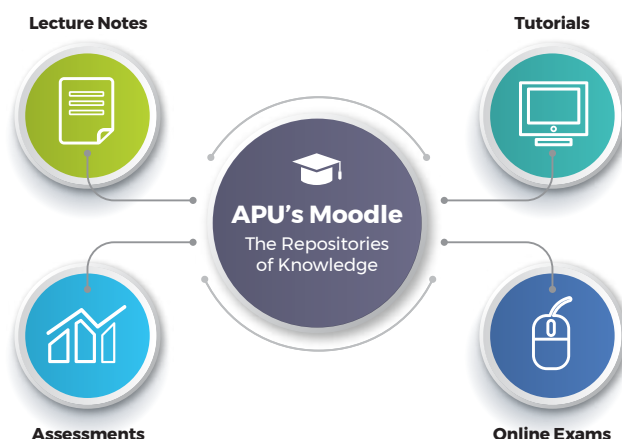 Lecture Notes
Tutorials
APU's Moodle
The Repositories
of Knowledge
Assessments
Online Exams